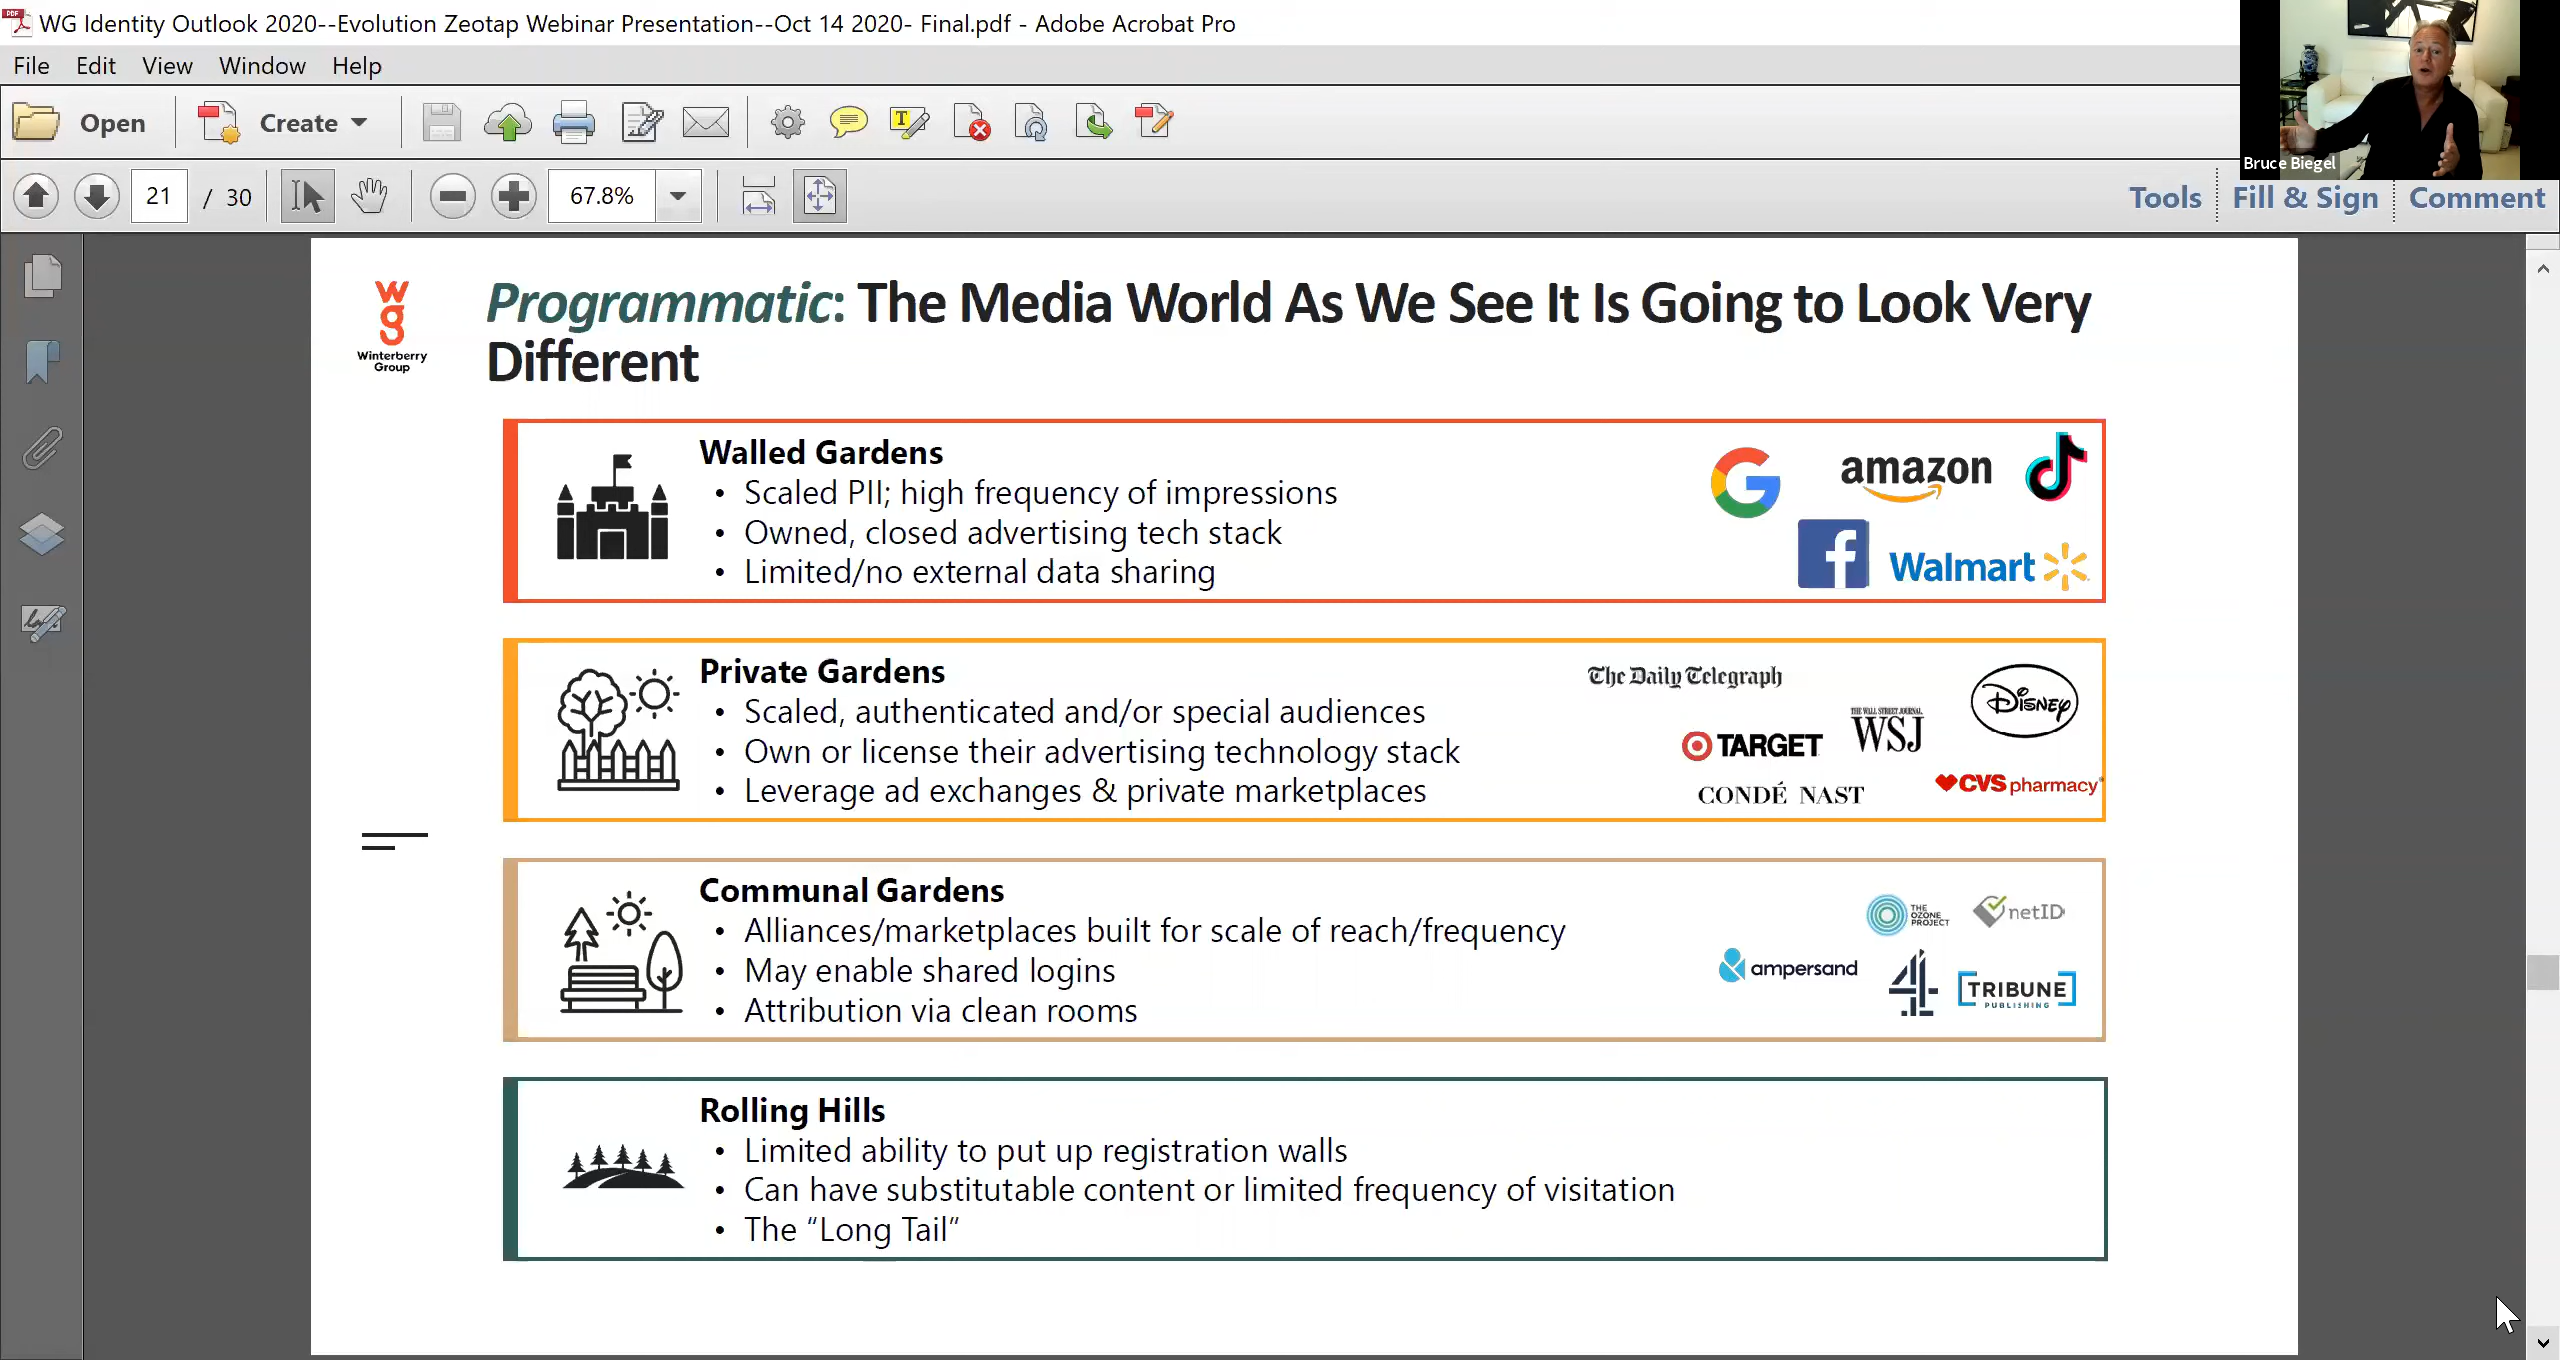 WG Identity Outlook 2020--Evolution Zeotap Webinar Presentation--Oct 14 2020- Final.pdf - Adobe Acrobat Pro
File Edit View Window Help
Open Create
21 / 30 67.8%
Bruce Biegel
Tools Fill & Sign Comment
wg
Winterberry
Group
Programmatic: The Media World As We See It Is Going to Look Very
Different
Walled Gardens
• Scaled PII; high frequency of impressions
• Owned, closed advertising tech stack
• Limited/no external data sharing
G amazon
f Walmart
Private Gardens
• Scaled, authenticated and/or special audiences
• Own or license their advertising technology stack
• Leverage ad exchanges & private marketplaces
The Daily Telegraph
DISNEY
THE WALL STREET JOURNAL
WSJ
TARGET
CVS pharmacy
CONDÉ NAST
Communal Gardens
• Alliances/marketplaces built for scale of reach/frequency
• May enable shared logins
• Attribution via clean rooms
THE
OZONE
PROJECT
netID
ampersand
4
TRIBUNE
PUBLISHING
Rolling Hills
• Limited ability to put up registration walls
• Can have substitutable content or limited frequency of visitation
• The “Long Tail”